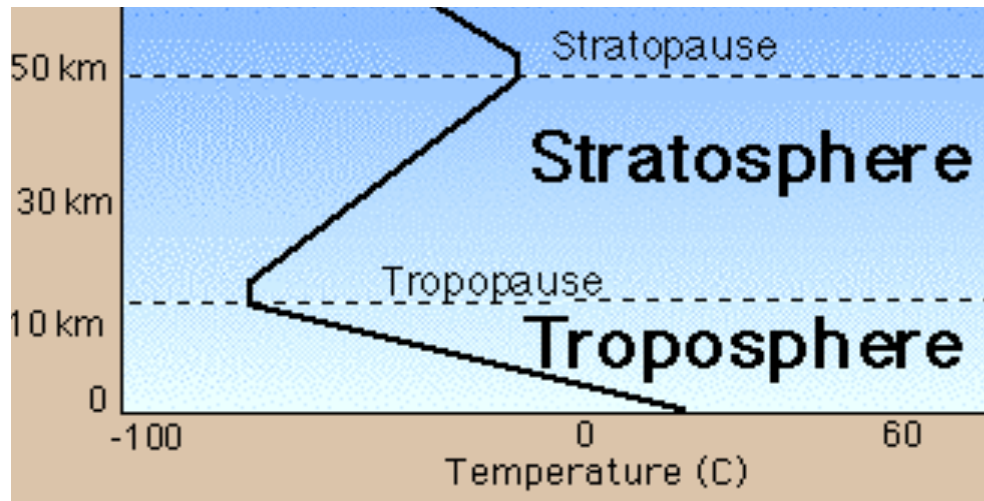 Stratopause
50 km
Stratosphere
30 km
Tropopause
10 km
Troposphere
0
-100 0 60
Temperature (C)